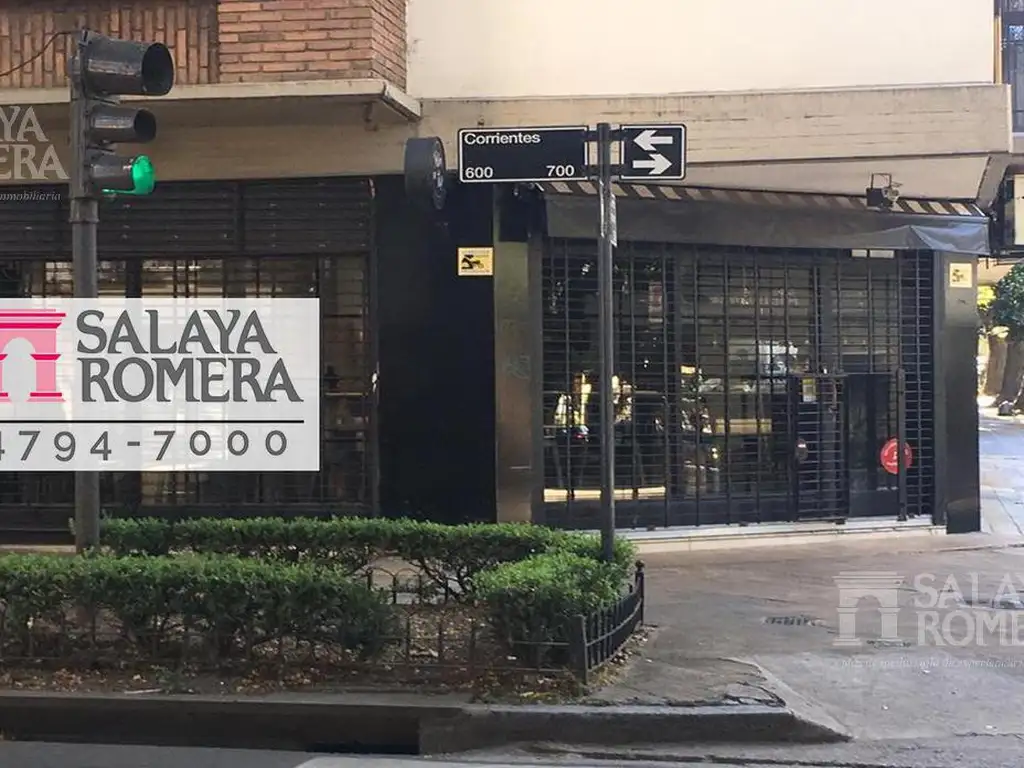 Corrientes
600 700
SALAYA
ROMERA
4794-7000
SALAYA
ROMERA